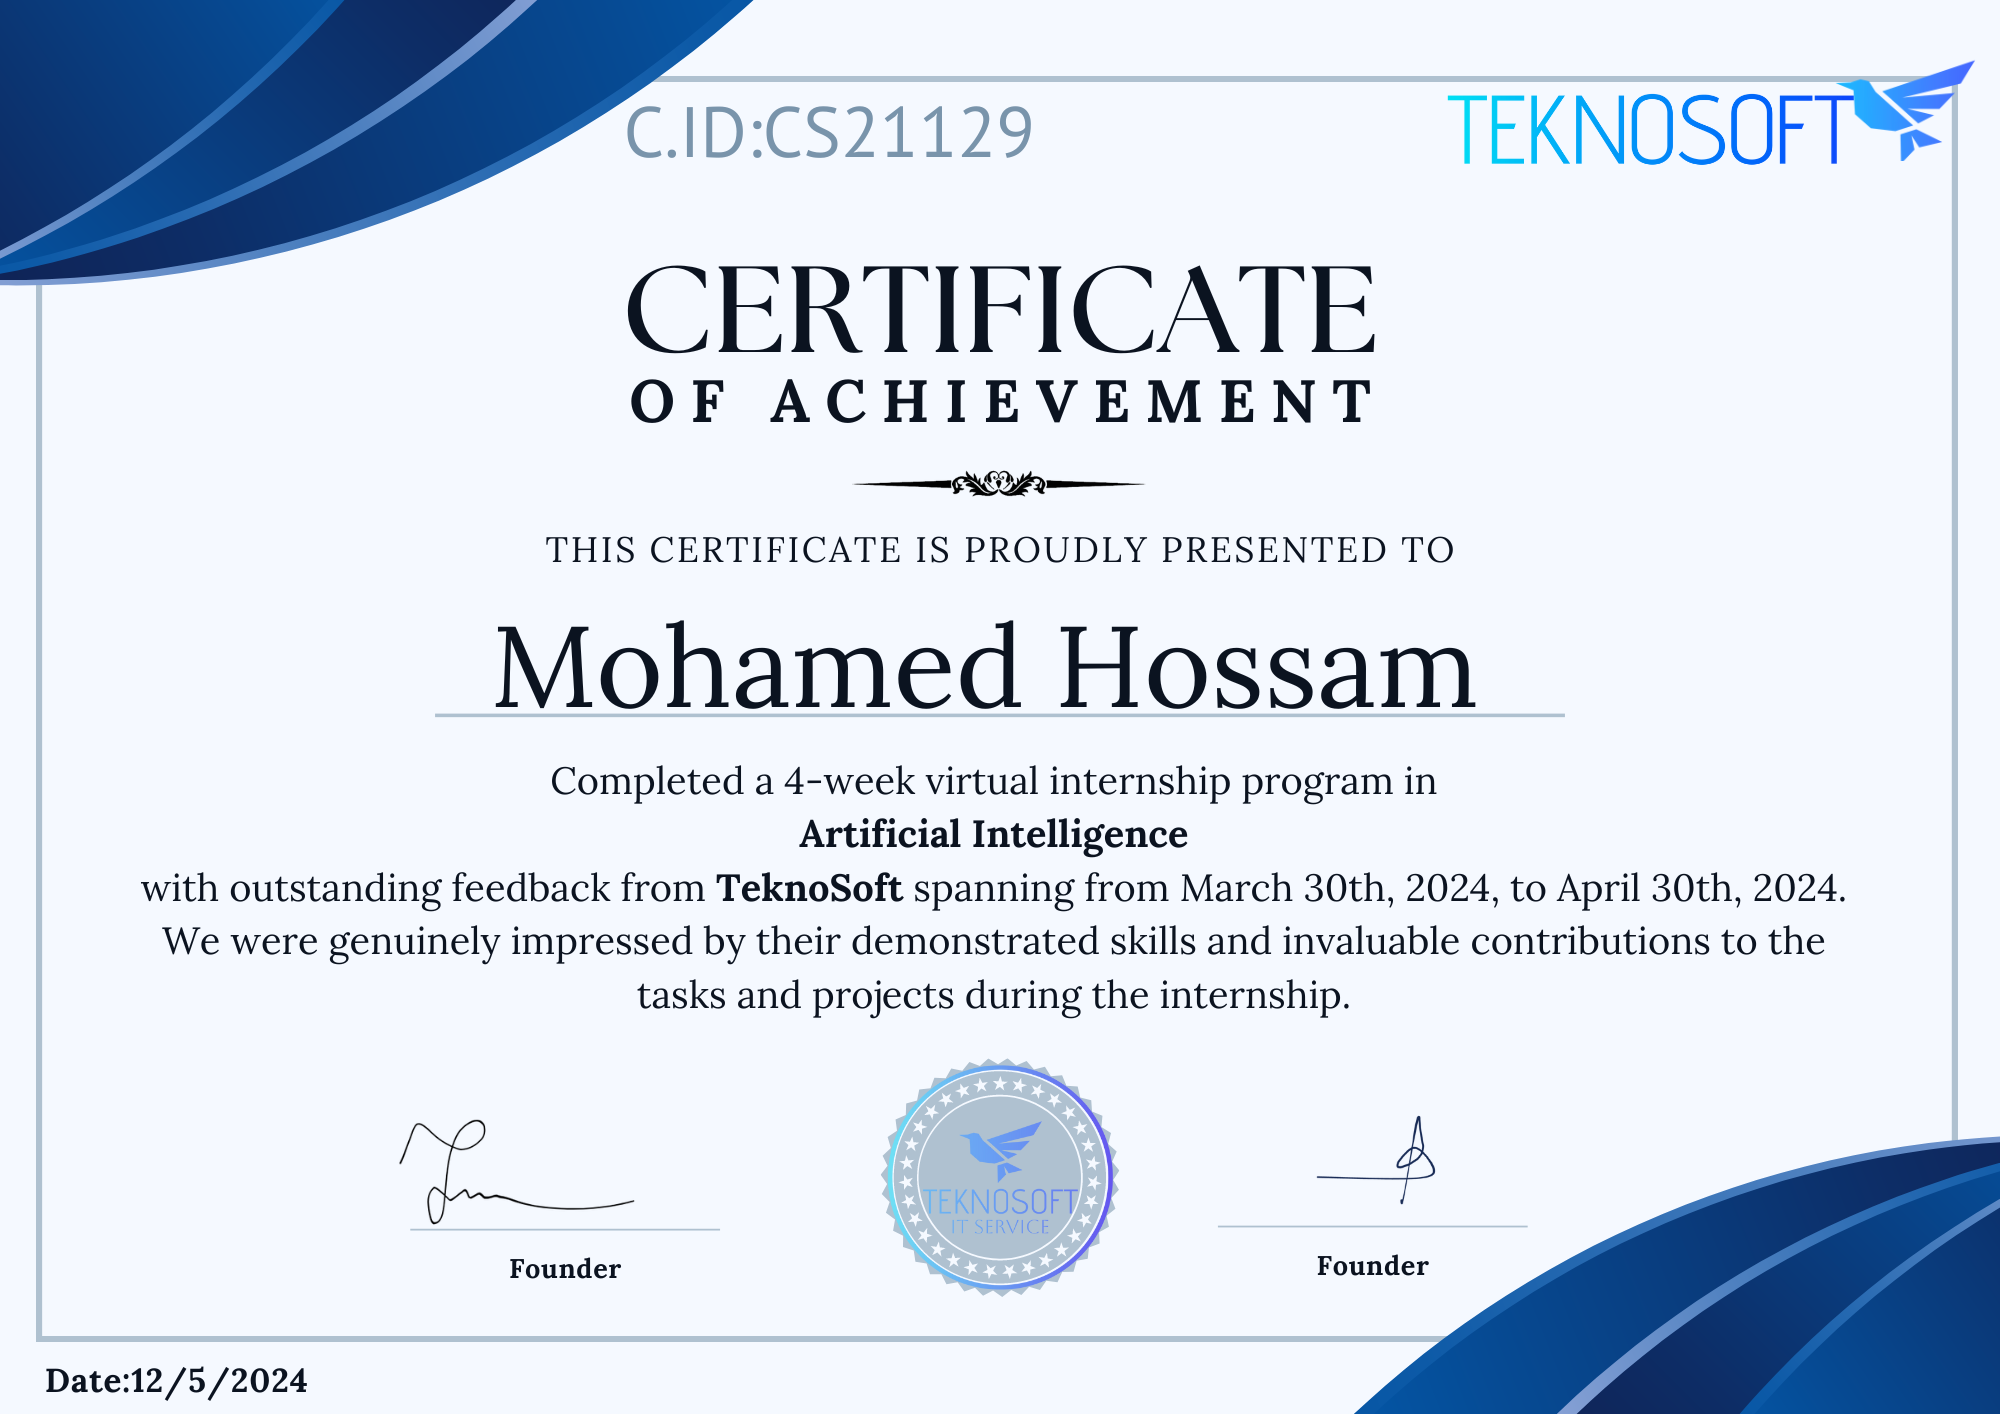 C.ID:CS21129
TEKNOSOFT
CERTIFICATE
OF ACHIEVEMENT
THIS CERTIFICATE IS PROUDLY PRESENTED TO
Mohamed Hossam
Completed a 4-week virtual internship program in
Artificial Intelligence
with outstanding feedback from TeknoSoft spanning from March 30th, 2024, to April 30th, 2024.
We were genuinely impressed by their demonstrated skills and invaluable contributions to the
tasks and projects during the internship.
TEKNOSOFT
IT SERVICE
Founder
Founder
Date:12/5/2024